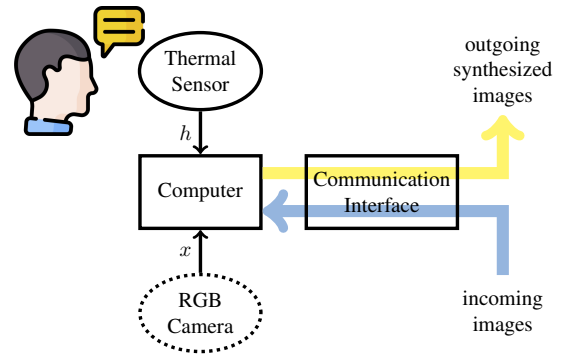 Thermal
Sensor
outgoing
synthesized
images
h
Computer
Communication
Interface
x
RGB
Camera
incoming
images